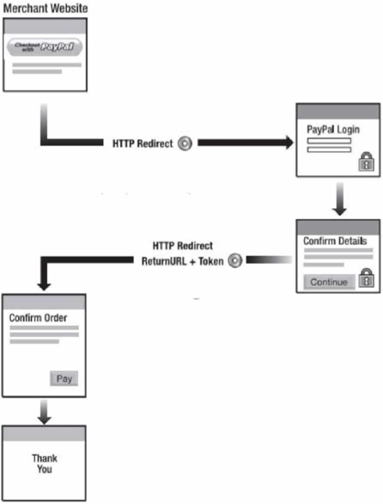 Merchant Website
Checkout
with PayPal
HTTP Redirect
PayPal Login
Confirm Details
Continue
HTTP Redirect
ReturnURL + Token
Confirm Order
Pay
Thank
You